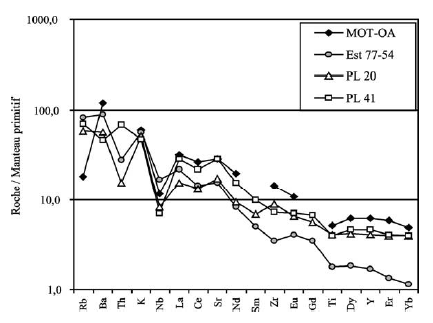 1000,0
100,0
10,0
1,0
Roche / Manteau primitif
MOT-OA
Est 77-54
PL 20
PL 41
Rb
Ba
Th
K
Nb
La
Ce
Sr
Nd
Sm
Zr
Eu
Gd
Ti
Dy
Y
Er
Yb